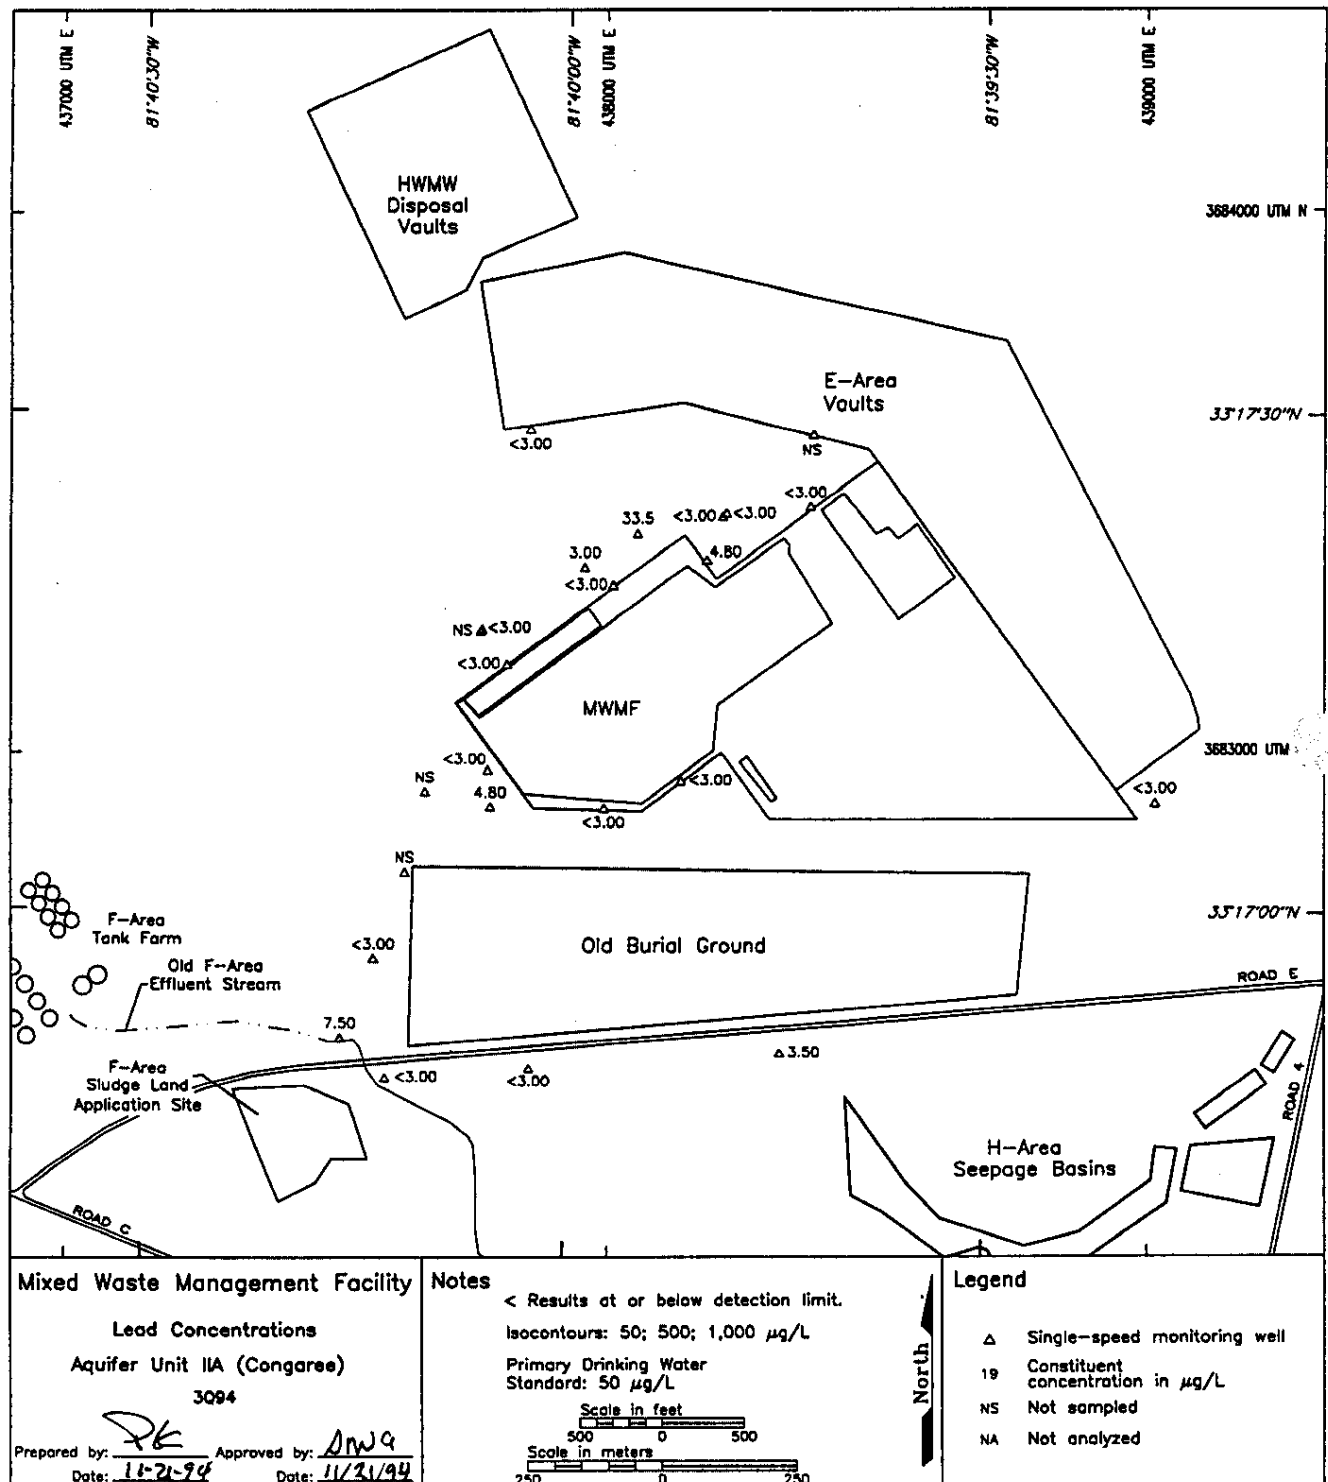 437000 UTM E
81°40'30"W
81°40'00"W
438000 UTM E
81°39'30"W
439000 UTM E
HWMW
Disposal
Vaults
3684000 UTM N
E-Area
Vaults
33°17'30"N
<3.00
NS
<3.00
33.5
<3.00
<3.00
3.00
4.80
<3.00
NS
<3.00
<3.00
MWMF
3683000 UTM
<3.00
NS
4.80
<3.00
<3.00
<3.00
NS
F-Area
Tank Farm
33°17'00"N
<3.00
Old Burial Ground
Old F-Area
Effluent Stream
ROAD E
7.50
3.50
F-Area
Sludge Land
Application Site
<3.00
<3.00
ROAD 4
H-Area
Seepage Basins
ROAD C
Mixed Waste Management Facility
Lead Concentrations
Aquifer Unit IIA (Congaree)
3Q94
Prepared by:
Approved by:
Date: 11-21-94
Date: 11/21/94
Notes
< Results at or below detection limit.
Isocontours: 50; 500; 1,000 µg/L
Primary Drinking Water
Standard: 50 µg/L
Scale in feet
500 0 500
Scale in meters
250 0 250
North
Legend
Single-speed monitoring well
19 Constituent
concentration in µg/L
NS Not sampled
NA Not analyzed